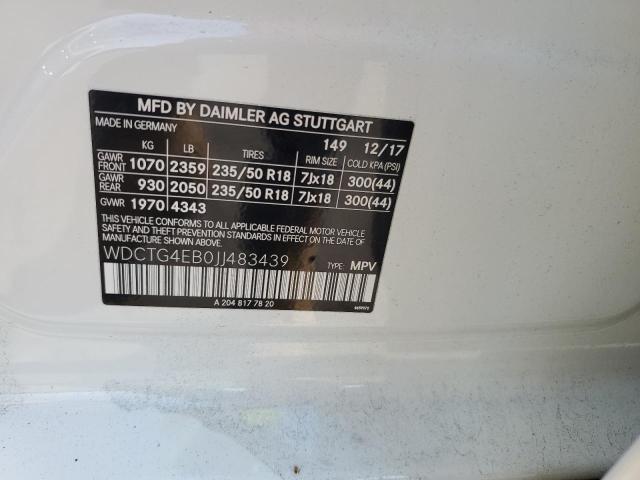 MFD BY DAIMLER AG STUTTGART
MADE IN GERMANY 149 12/17
KG LB TIRES RIM SIZE COLD KPA (PSI)
GAWR FRONT 1070 2359 235/50 R18 7Jx18 300(44)
GAWR REAR 930 2050 235/50 R18 7Jx18 300(44)
GVWR 1970 4343
THIS VEHICLE CONFORMS TO ALL APPLICABLE FEDERAL MOTOR VEHICLE
SAFETY AND THEFT PREVENTION STANDARDS IN EFFECT ON THE DATE
OF MANUFACTURE SHOWN ABOVE.
WDCTG4EB0JJ483439 TYPE: MPV
A 204 817 78 20